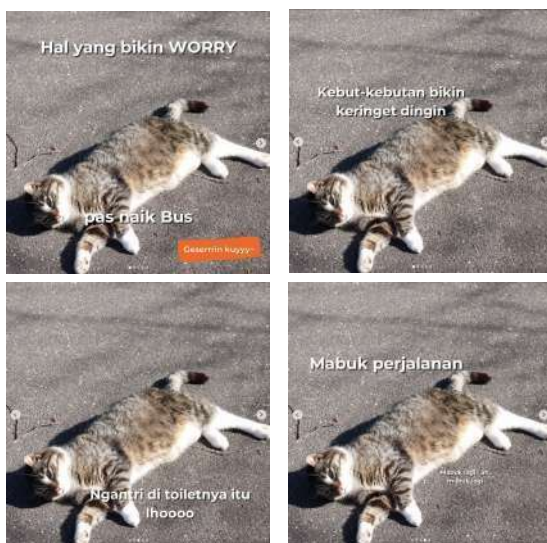 Hal yang bikin WORRY
pas naik Bus
Geserrriin kuyyy~
Kebut-kebutan bikin
keringet dingin
Ngantri di toiletnya itu
lhoooo
Mabuk perjalanan